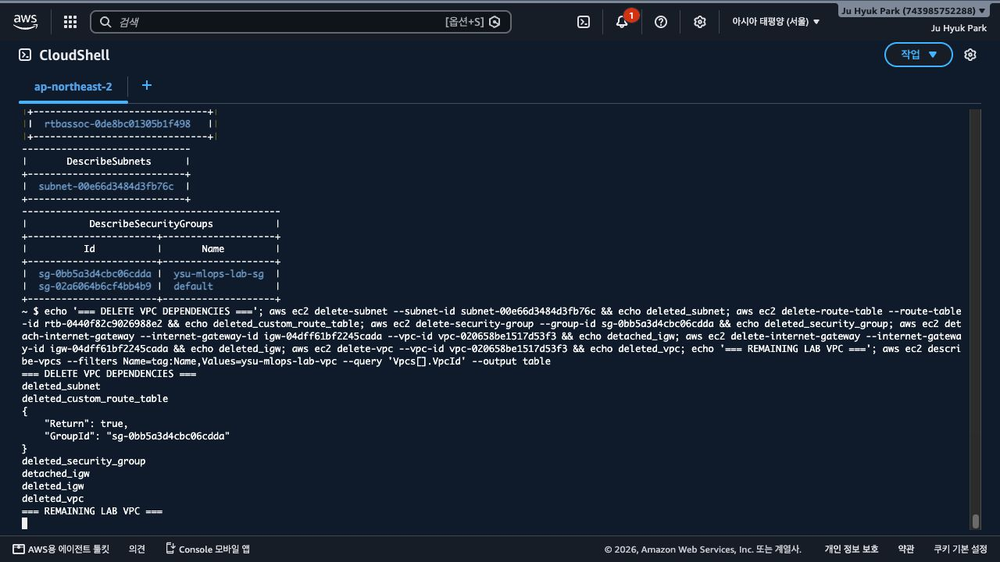 aws
검색
[옵션+S]
1
아시아 태평양 (서울) ▼
Ju Hyuk Park (743985752288) ▼
Ju Hyuk Park
CloudShell
작업 ▼
ap-northeast-2
+
|+-----------------------------+|
||  rtbassoc-0de8bc01305b1f498   ||
|+-----------------------------+|
------------------------------
|       DescribeSubnets      |
+----------------------------+
|  subnet-00e66d3484d3fb76c  |
+----------------------------+
----------------------------------------------
|           DescribeSecurityGroups           |
+-----------------------+--------------------+
|          Id           |       Name         |
+-----------------------+--------------------+
|  sg-0bb5a3d4cbc06cdda |  ysu-mlops-lab-sg  |
|  sg-02a6064b6cf4bb4b9 |  default           |
+-----------------------+--------------------+
~ $ echo '=== DELETE VPC DEPENDENCIES ==='; aws ec2 delete-subnet --subnet-id subnet-00e66d3484d3fb76c && echo deleted_subnet; aws ec2 delete-route-table --route-table
-id rtb-0440f82c9026988e2 && echo deleted_custom_route_table; aws ec2 delete-security-group --group-id sg-0bb5a3d4cbc06cdda && echo deleted_security_group; aws ec2 det
ach-internet-gateway --internet-gateway-id igw-04dff61bf2245cada --vpc-id vpc-020658be1517d53f3 && echo detached_igw; aws ec2 delete-internet-gateway --internet-gatewa
y-id igw-04dff61bf2245cada && echo deleted_igw; aws ec2 delete-vpc --vpc-id vpc-020658be1517d53f3 && echo deleted_vpc; echo '=== REMAINING LAB VPC ==='; aws ec2 descri
be-vpcs --filters Name=tag:Name,Values=ysu-mlops-lab-vpc --query 'Vpcs[].VpcId' --output table
=== DELETE VPC DEPENDENCIES ===
deleted_subnet
deleted_custom_route_table
{
    "Return": true,
    "GroupId": "sg-0bb5a3d4cbc06cdda"
}
deleted_security_group
detached_igw
deleted_igw
deleted_vpc
=== REMAINING LAB VPC ===
AWS용 에이전트 툴킷
의견
Console 모바일 앱
© 2026, Amazon Web Services, Inc. 또는 계열사.
개인 정보 보호
약관
쿠키 기본 설정